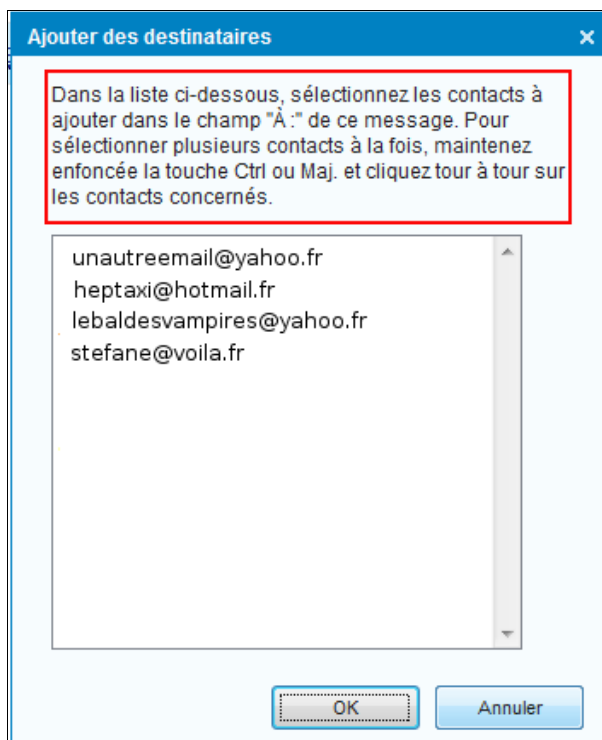 Ajouter des destinataires
Dans la liste ci-dessous, sélectionnez les contacts à
ajouter dans le champ "À :" de ce message. Pour
sélectionner plusieurs contacts à la fois, maintenez
enfoncée la touche Ctrl ou Maj. et cliquez tour à tour sur
les contacts concernés.
unautreemail@yahoo.fr
heptaxi@hotmail.fr
lebaldesvampires@yahoo.fr
stefane@voila.fr
OK
Annuler